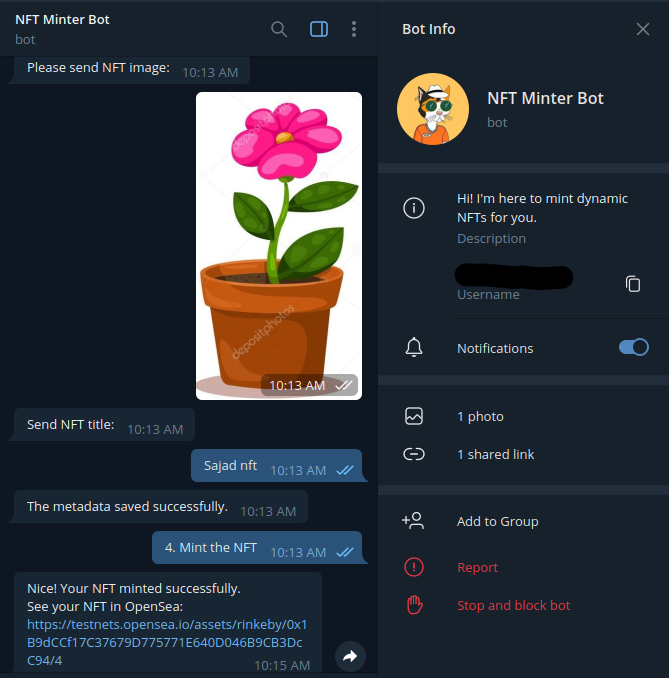 NFT Minter Bot
bot
Please send NFT image:
10:13 AM
depositphotos
depositphotos
10:13 AM
Send NFT title:
10:13 AM
Sajad nft
10:13 AM
The metadata saved successfully.
10:13 AM
4. Mint the NFT
10:13 AM
Nice! Your NFT minted successfully.
See your NFT in OpenSea:
https://testnets.opensea.io/assets/rinkeby/0x1
B9dCCf17C37679D775771E640D046B9CB3Dc
C94/4
10:15 AM
Bot Info
NFT Minter Bot
bot
Hi! I'm here to mint dynamic
NFTs for you.
Description
Username
Notifications
1 photo
1 shared link
Add to Group
Report
Stop and block bot